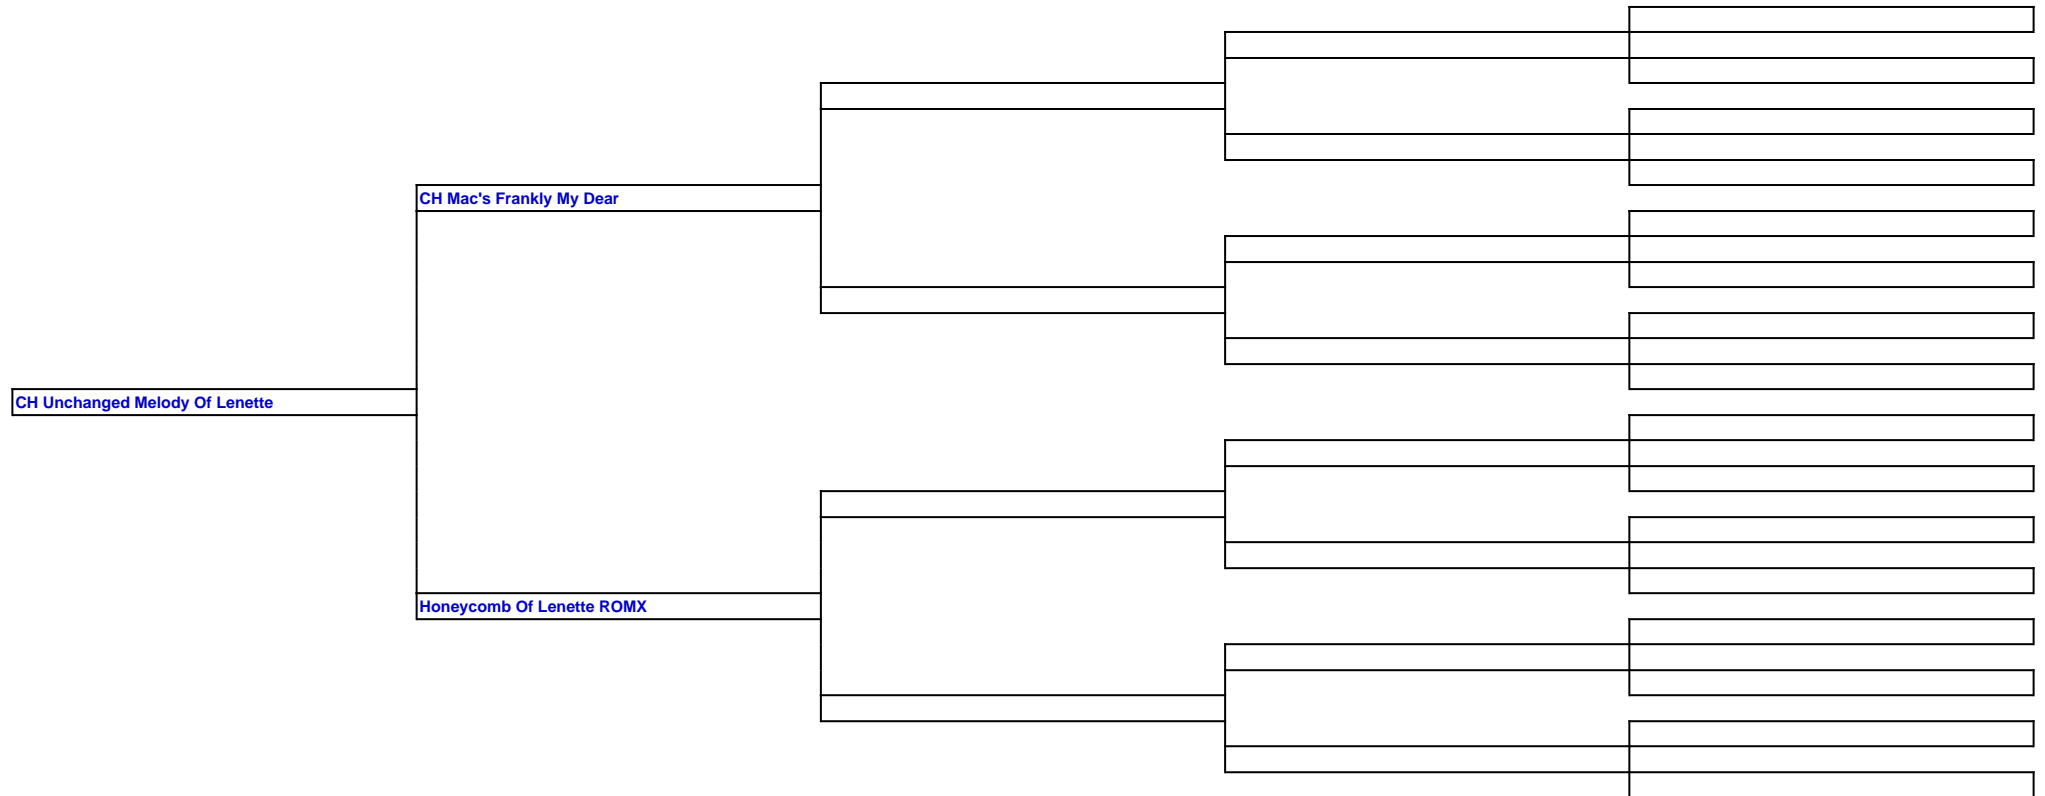 CH Mac's Frankly My Dear
CH Unchanged Melody Of Lenette
Honeycomb Of Lenette ROMX